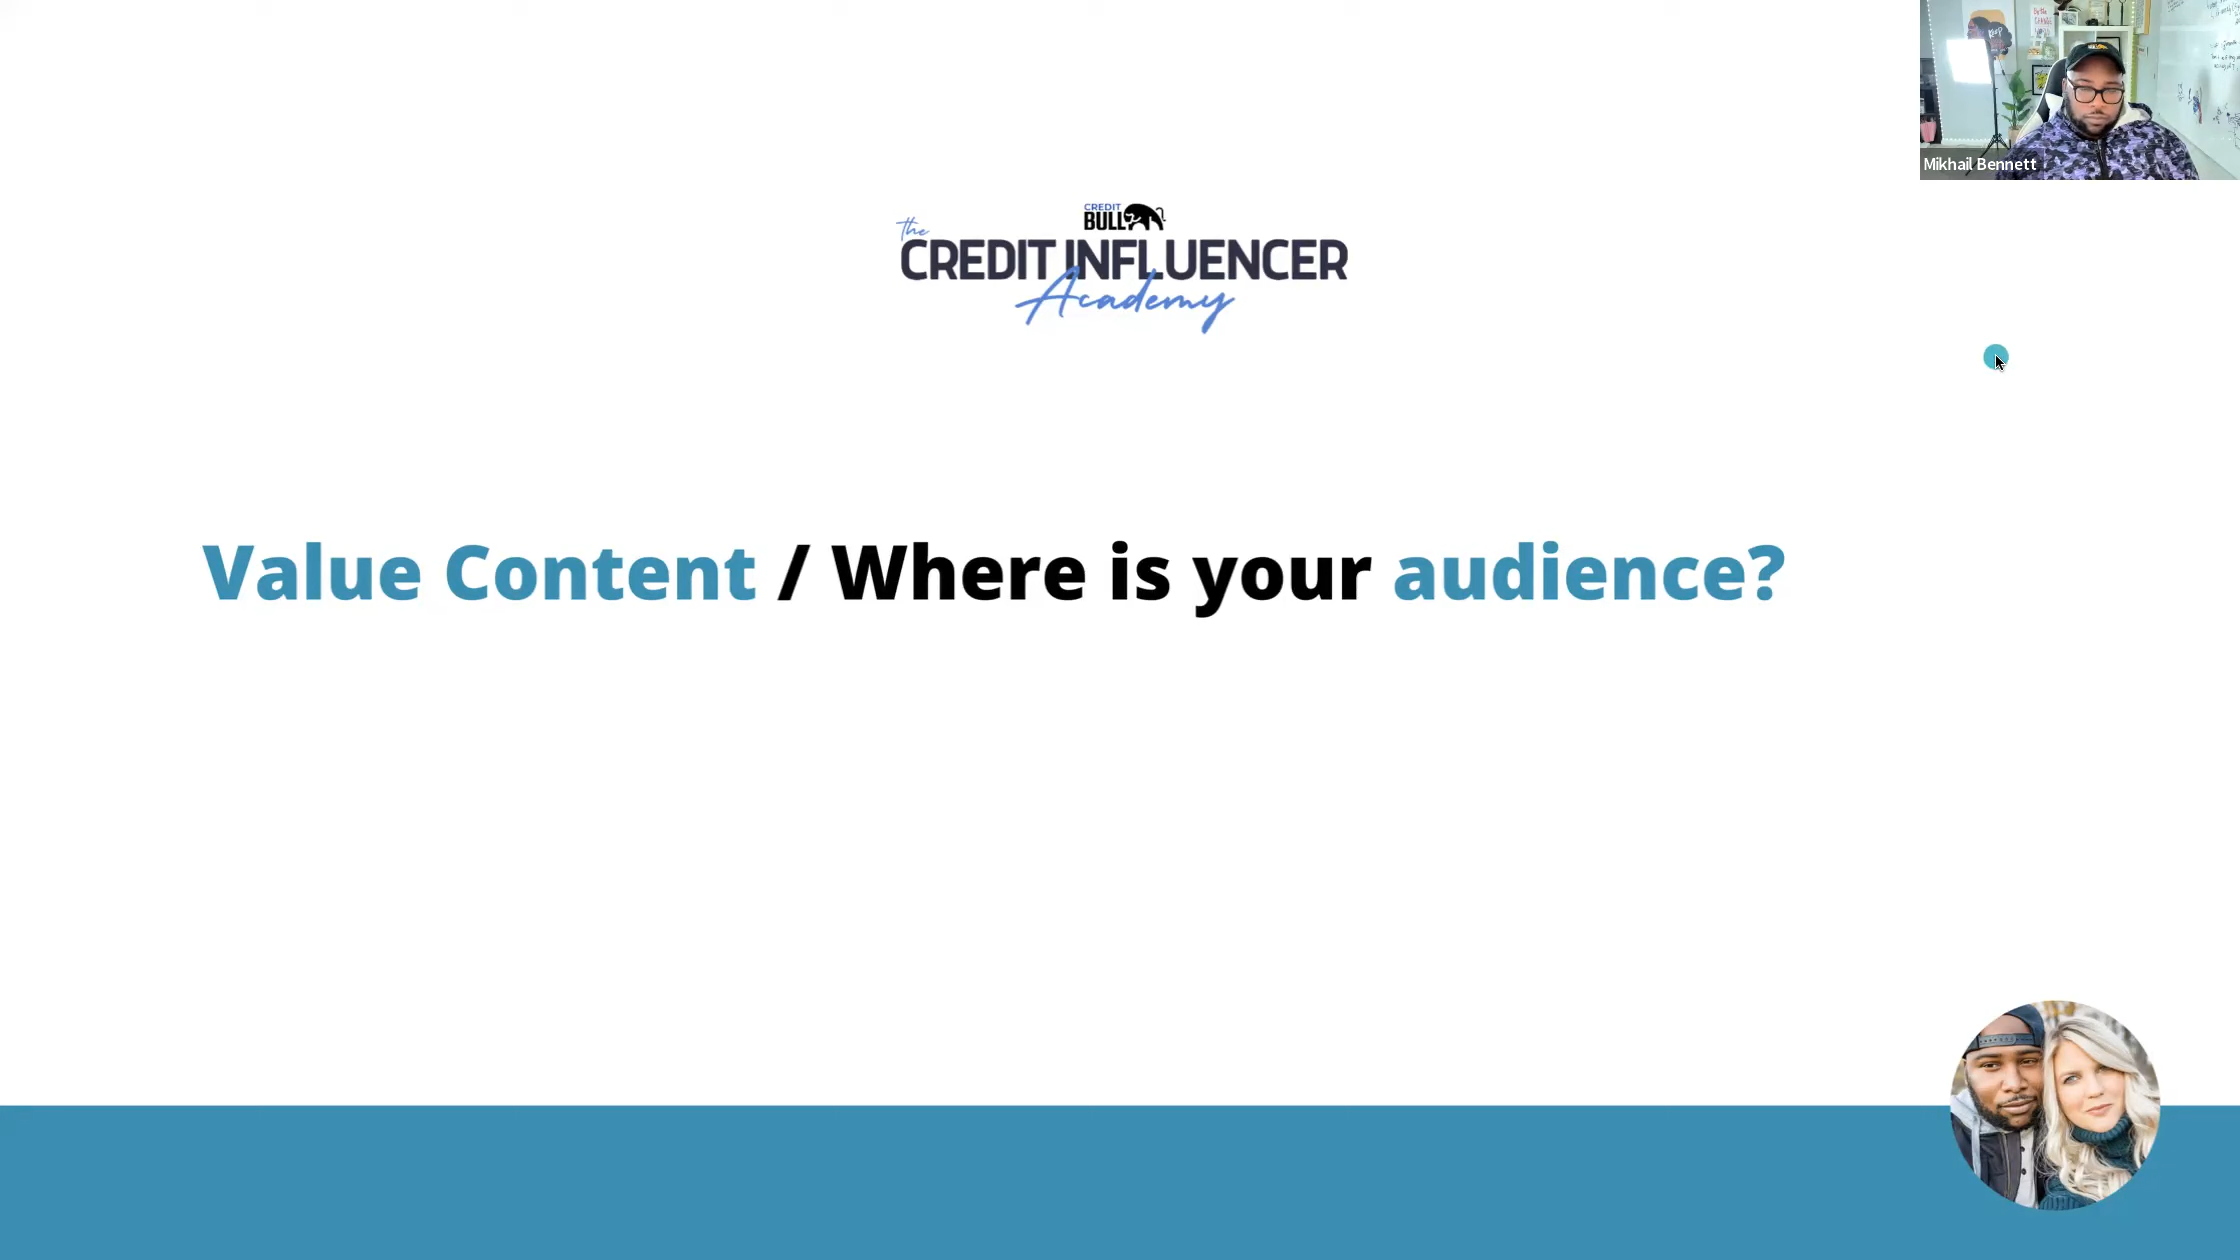 Mikhail Bennett
CREDIT
BULL
the
CREDIT INFLUENCER
Academy
Value Content / Where is your audience?